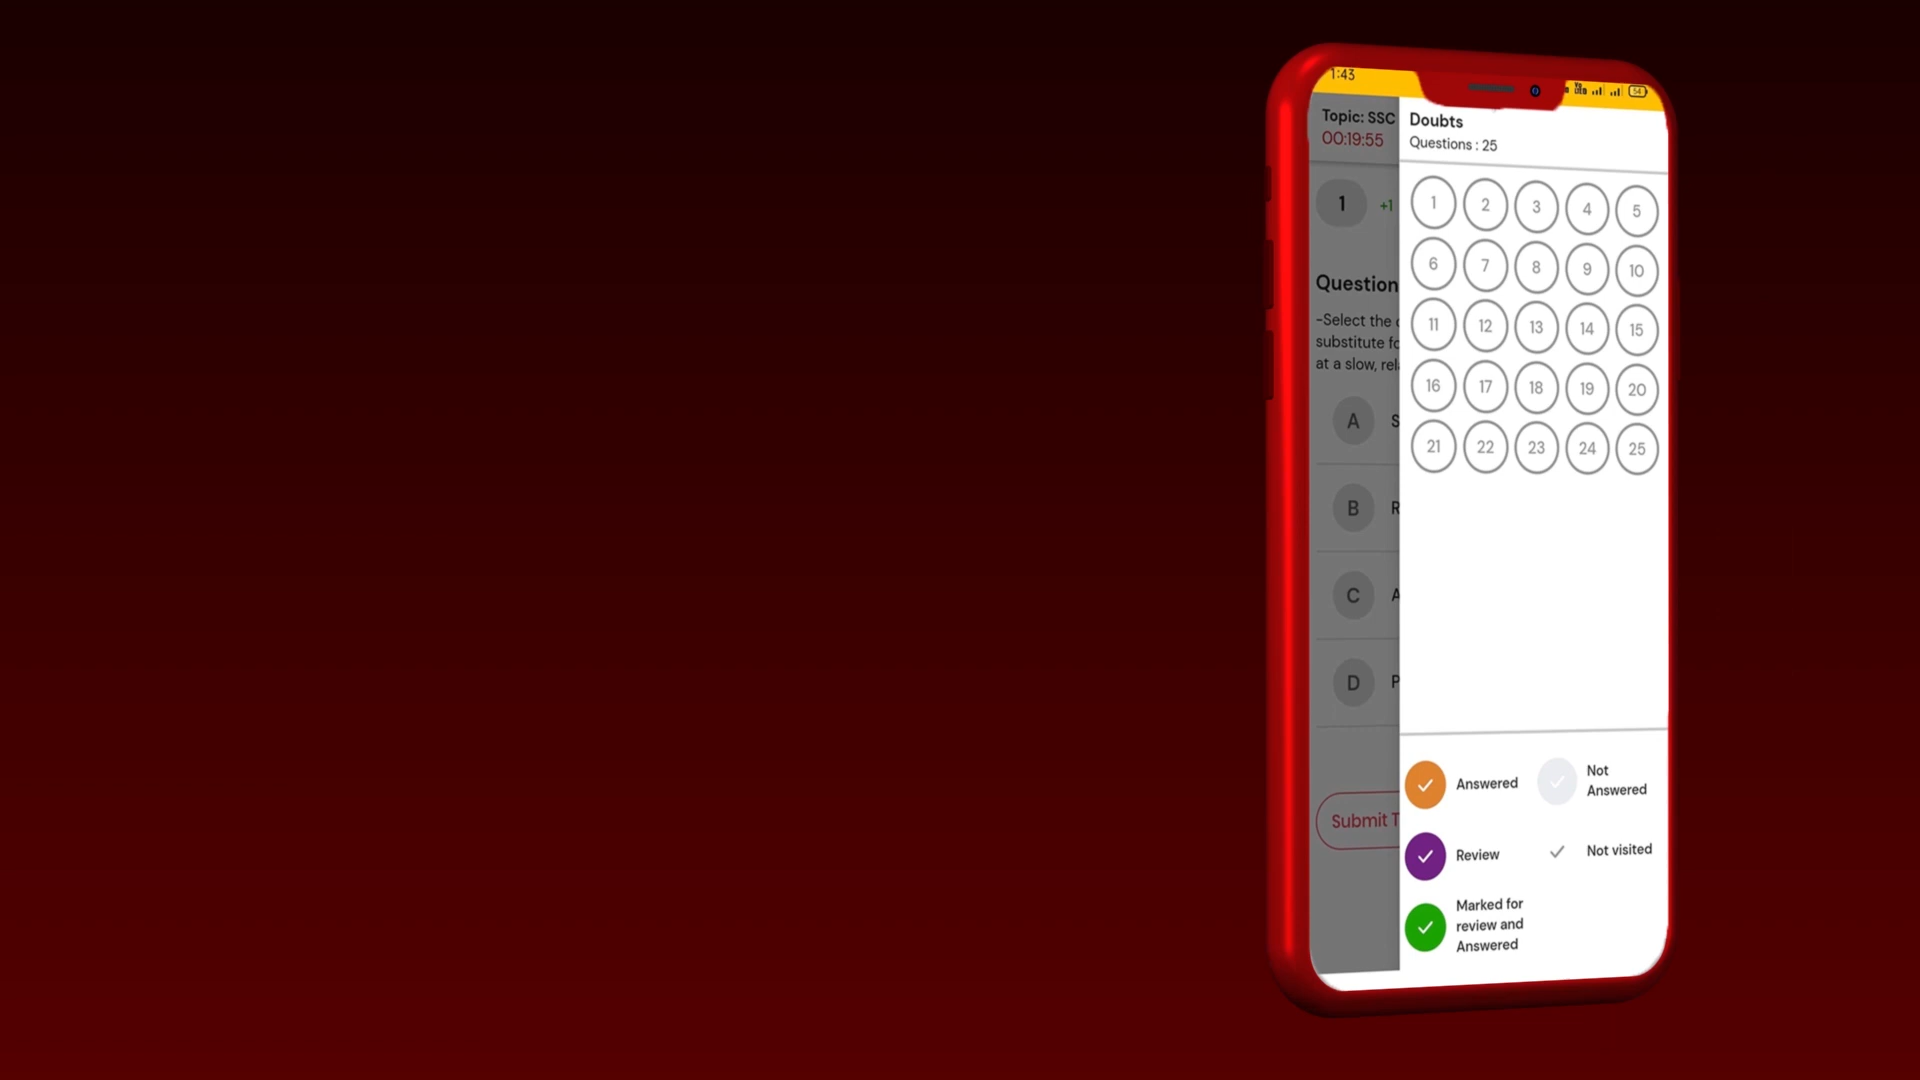 1:43
54
Topic: SSC
00:19:55
1
+1
Question
-Select the
substitute
at a slow,
A
S
B
R
C
A
D
P
Submit
Doubts
Questions : 25
1 2 3 4 5
6 7 8 9 10
11 12 13 14 15
16 17 18 19 20
21 22 23 24 25
Answered
Not
Answered
Review
Not visited
Marked for
review and
Answered